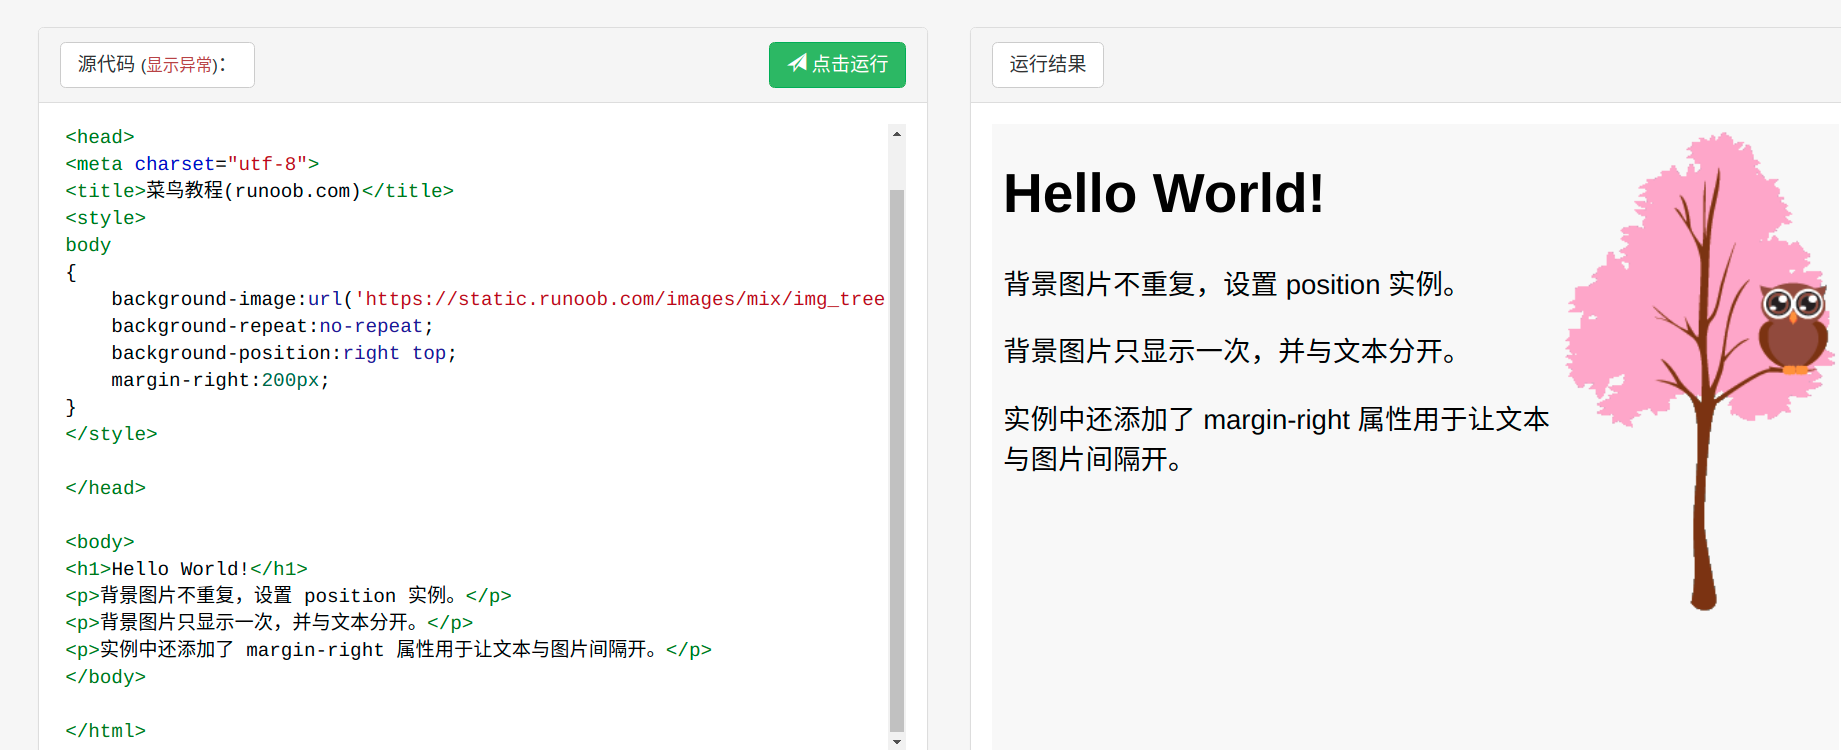 源代码 (显示异常):
点击运行
<head>
<meta charset="utf-8">
<title>菜鸟教程(runoob.com)</title>
<style>
body
{
    background-image:url('https://static.runoob.com/images/mix/img_tree
    background-repeat:no-repeat;
    background-position:right top;
    margin-right:200px;
}
</style>
</head>
<body>
<h1>Hello World!</h1>
<p>背景图片不重复，设置 position 实例。</p>
<p>背景图片只显示一次，并与文本分开。</p>
<p>实例中还添加了 margin-right 属性用于让文本与图片间隔开。</p>
</body>
</html>
运行结果
Hello World!
背景图片不重复，设置 position 实例。
背景图片只显示一次，并与文本分开。
实例中还添加了 margin-right 属性用于让文本
与图片间隔开。